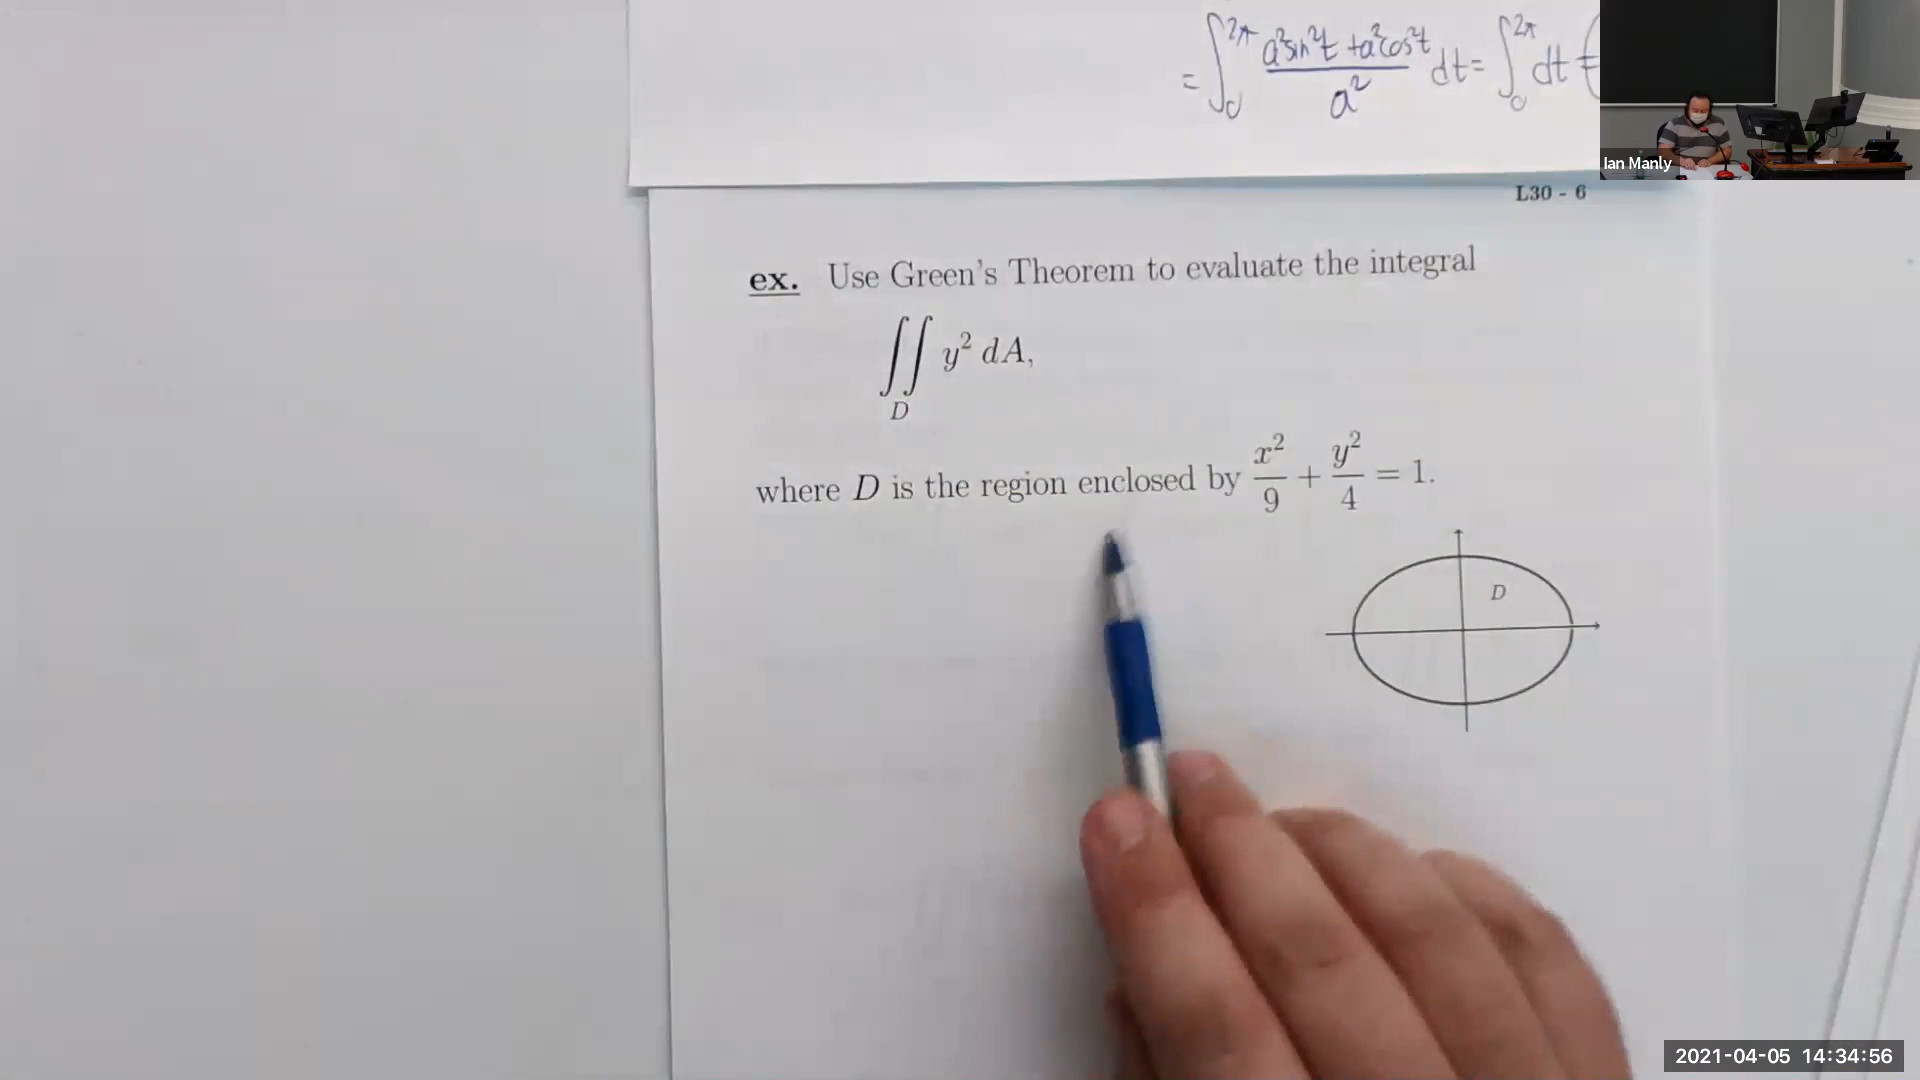 = ∫₀^{2π} (a²sin²t + a²cos²t)/a² dt = ∫₀^{2π} dt =
Ian Manly
L30 - 6
ex. Use Green's Theorem to evaluate the integral
∬_D y² dA,
where D is the region enclosed by x²/9 + y²/4 = 1.
D
2021-04-05 14:34:56